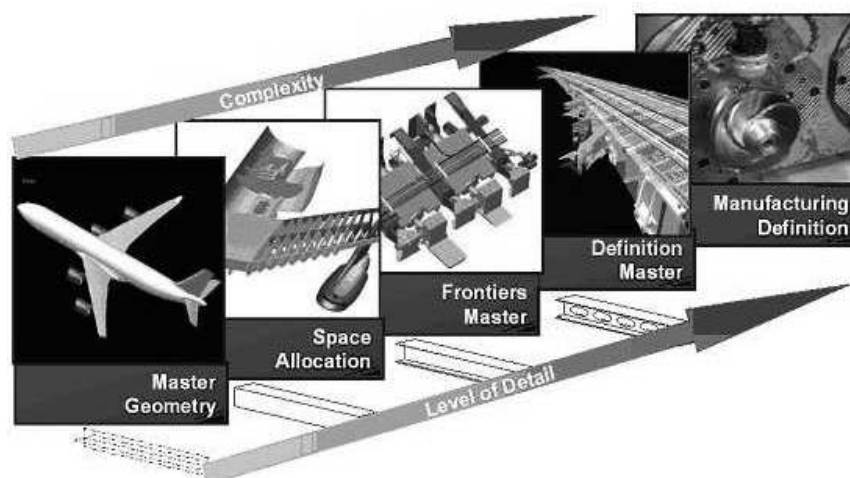 Complexity
Master
Geometry
Space
Allocation
Frontiers
Master
Definition
Master
Manufacturing
Definition
Level of Detail